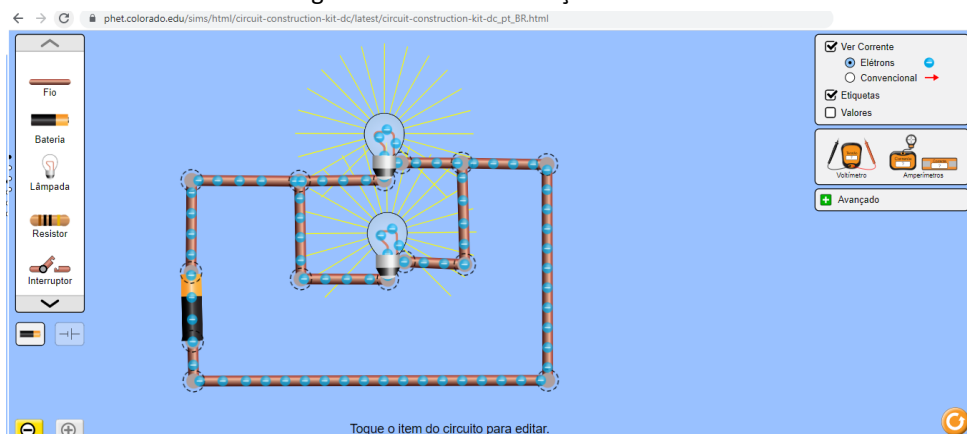 phet.colorado.edu/sims/html/circuit-construction-kit-dc/latest/circuit-construction-kit-dc_pt_BR.html
Fio
Bateria
Lâmpada
Resistor
Interruptor
Ver Corrente
Elétrons
Convencional
Etiquetas
Valores
Voltímetro
Amperímetros
Avançado
Toque o item do circuito para editar.